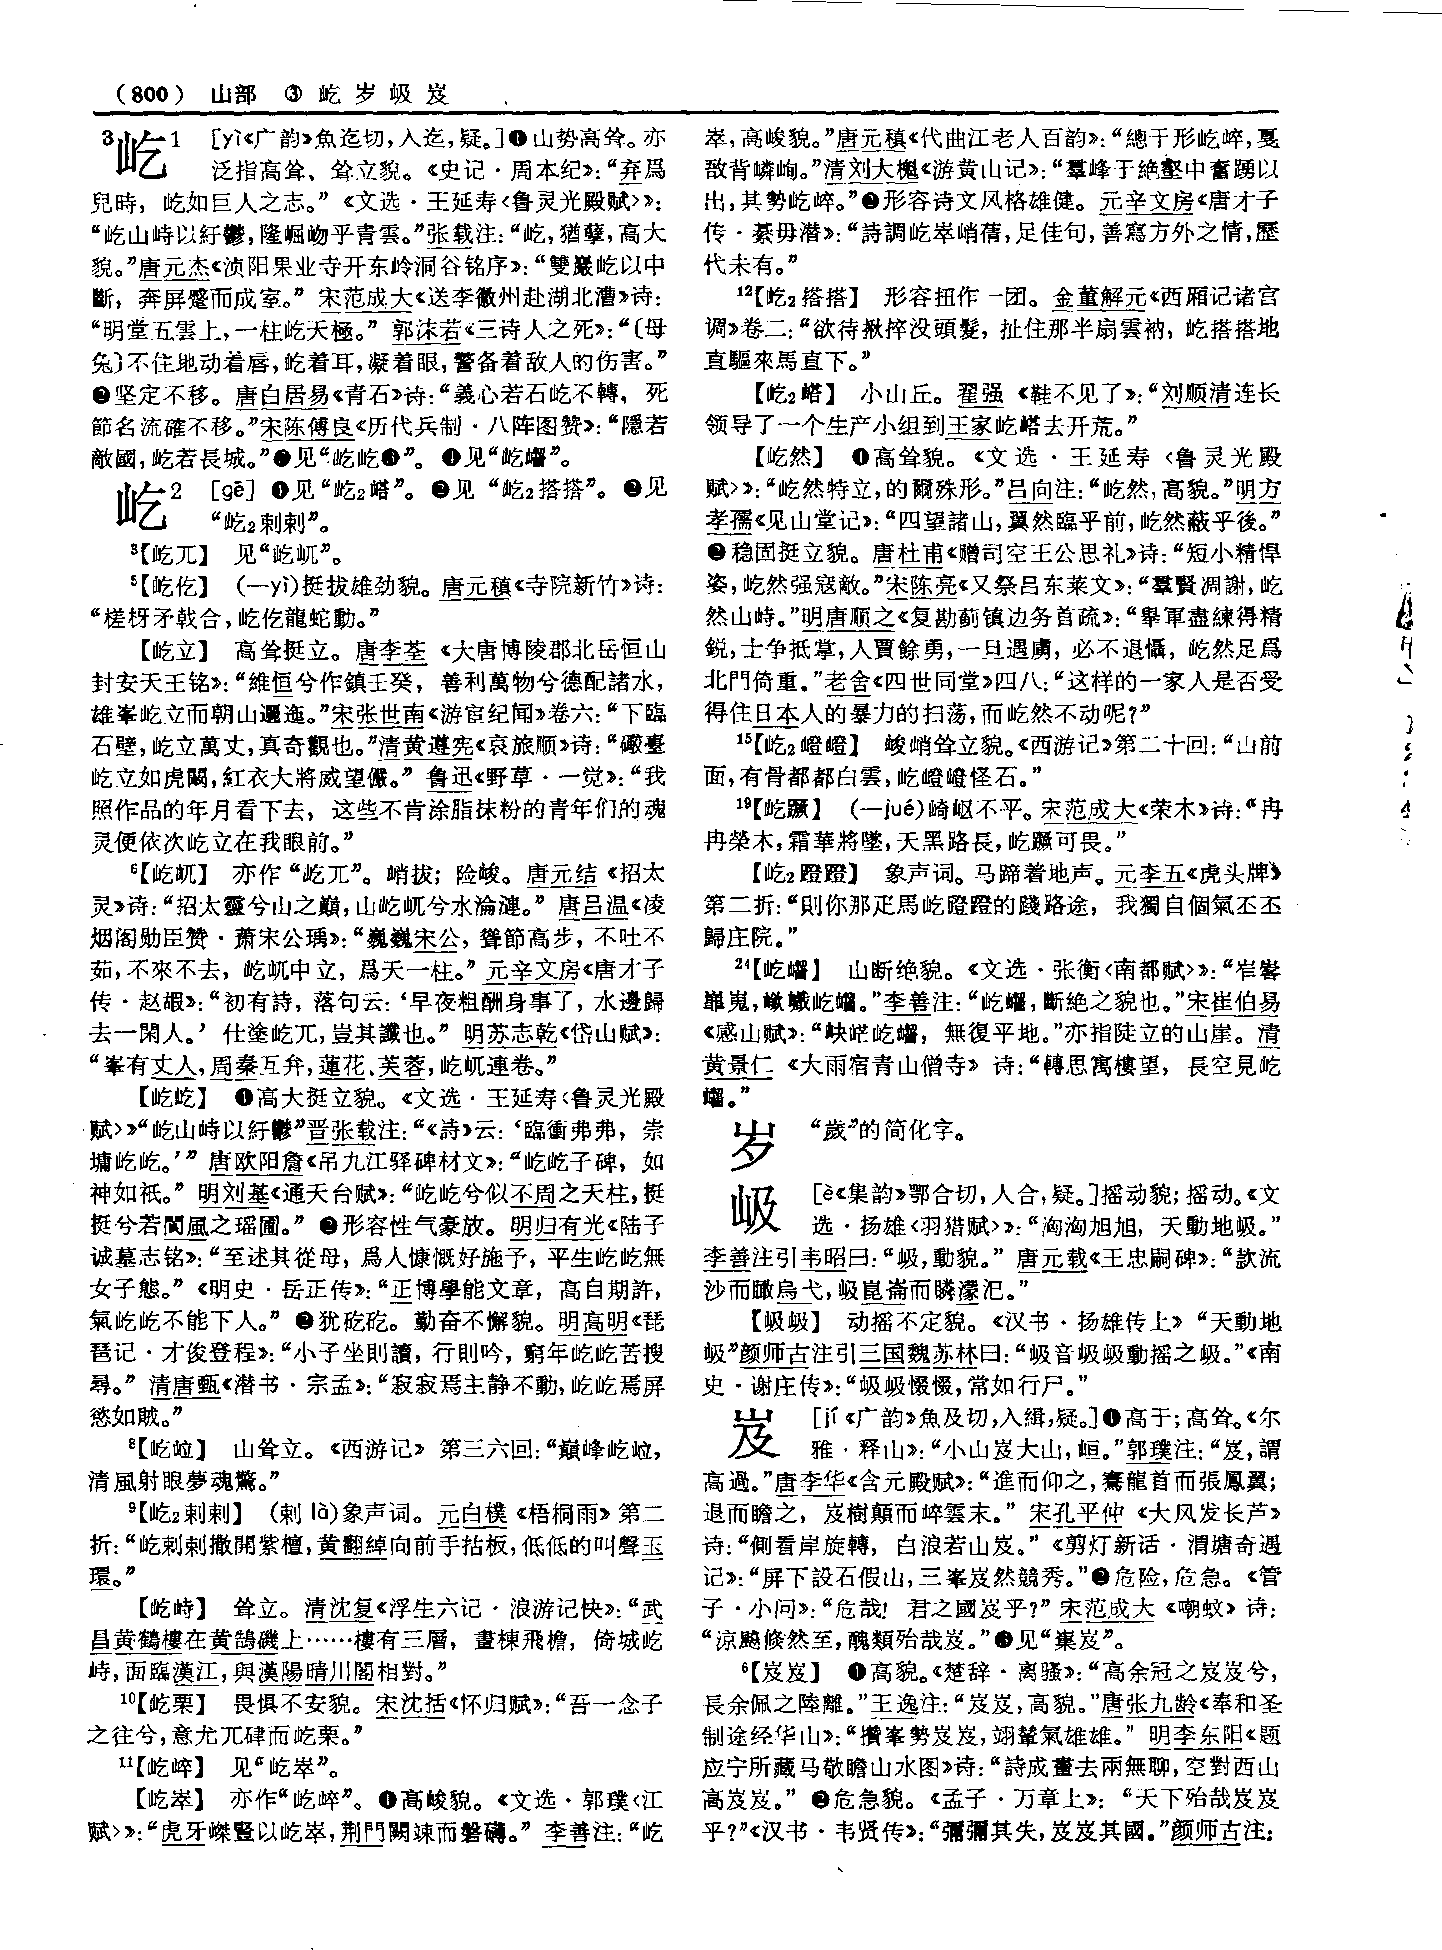 （800） 山部 ③ 屹 岁 岋 岌
³屹¹ [yì《广韵》魚迄切，入迄，疑。]❶山势高耸。亦
泛指高耸、耸立貌。《史记·周本纪》：“弃爲
兒時，屹如巨人之志。”《文选·王延寿〈鲁灵光殿赋〉》：
“屹山峙以紆鬱，隆崛岉乎青雲。”张载注：“屹，猶孽，高大
貌。”唐元杰《浈阳果业寺开东岭洞谷铭序》：“雙巖屹以中
斷，奔屏蹙而成室。”宋范成大《送李徽州赴湖北漕》诗：
“明堂五雲上，一柱屹天極。”郭沫若《三诗人之死》：“〔母
兔〕不住地动着唇，屹着耳，凝着眼，警备着敌人的伤害。”
❷坚定不移。唐白居易《青石》诗：“義心若石屹不轉，死
節名流確不移。”宋陈傅良《历代兵制·八阵图赞》：“隱若
敵國，屹若長城。”❸见“屹屹❸”。❹见“屹𡾊”。
屹² [gē] ❶见“屹₂嵧”。❷见“屹₂搭搭”。❸见
“屹₂剌剌”。
³【屹兀】 见“屹屼”。
⁵【屹仡】 (一yì)挺拔雄劲貌。唐元稹《寺院新竹》诗：
“槎枒矛戟合，屹仡龍蛇動。”
【屹立】 高耸挺立。唐李荃《大唐博陵郡北岳恒山
封安天王铭》：“維恒兮作鎮壬癸，善利萬物兮德配諸水，
雄峯屹立而朝山邐迤。”宋张世南《游宦纪闻》卷六：“下臨
石壁，屹立萬丈，真奇觀也。”清黄遵宪《哀旅顺》诗：“礮臺
屹立如虎闞，紅衣大將威望儼。”鲁迅《野草·一觉》：“我
照作品的年月看下去，这些不肯涂脂抹粉的青年们的魂
灵便依次屹立在我眼前。”
⁶【屹屼】 亦作“屹兀”。峭拔；险峻。唐元结《招太
灵》诗：“招太靈兮山之巔，山屹屼兮水淪漣。”唐吕温《凌
烟阁勋臣赞·萧宋公瑀》：“巍巍宋公，聳節高步，不吐不
茹，不來不去，屹屼中立，爲天一柱。”元辛文房《唐才子
传·赵嘏》：“初有詩，落句云：‘早夜粗酬身事了，水邊歸
去一閑人。’仕塗屹兀，豈其讖也。”明苏志乾《岱山赋》：
“峯有丈人，周秦互弁，蓮花、芙蓉，屹屼連卷。”
【屹屹】 ❶高大挺立貌。《文选·王延寿〈鲁灵光殿
赋〉》“屹山峙以紆鬱”晋张载注：“《詩》云：‘臨衝弗弗，崇
墉屹屹。’”唐欧阳詹《吊九江驿碑材文》：“屹屹子碑，如
神如祇。”明刘基《通天台赋》：“屹屹兮似不周之天柱，挺
挺兮若閬風之瑶圃。”❷形容性气豪放。明归有光《陆子
诚墓志铭》：“至述其從母，爲人慷慨好施予，平生屹屹無
女子態。”《明史·岳正传》：“正博學能文章，高自期許，
氣屹屹不能下人。”❸犹矻矻。勤奋不懈貌。明高明《琵
琶记·才俊登程》：“小子坐則讀，行則吟，窮年屹屹苦搜
尋。”清唐甄《潜书·宗孟》：“寂寂焉主静不動，屹屹焉屏
慾如賊。”
⁸【屹岦】 山耸立。《西游记》第三六回：“巔峰屹岦，
清風射眼夢魂驚。”
⁹【屹₂剌剌】 (剌 là)象声词。元白樸《梧桐雨》第二
折：“屹剌剌撒開紫檀，黄翻綽向前手拈板，低低的叫聲玉
環。”
【屹峙】 耸立。清沈复《浮生六记·浪游记快》：“武
昌黄鶴樓在黄鵠磯上……樓有三層，畫棟飛檐，倚城屹
峙，面臨漢江，與漢陽晴川閣相對。”
¹⁰【屹栗】 畏惧不安貌。宋沈括《怀归赋》：“吾一念子
之往兮，意尤兀硉而屹栗。”
¹¹【屹崪】 见“屹崒”。
【屹崒】 亦作“屹崪”。❶高峻貌。《文选·郭璞〈江
赋〉》：“虎牙嵥豎以屹崒，荆門闕竦而磐礴。”李善注：“屹
崒，高峻貌。”唐元稹《代曲江老人百韵》：“總于形屹崪，戛
敔背嶙峋。”清刘大櫆《游黄山记》：“羣峰于絶壑中奮踴以
出，其勢屹崪。”❷形容诗文风格雄健。元辛文房《唐才子
传·綦毋潜》：“詩調屹崒峭蒨，足佳句，善寫方外之情，歷
代未有。”
¹²【屹₂搭搭】 形容扭作一团。金董解元《西厢记诸宫
调》卷二：“欲待揪捽没頭髮，扯住那半扇雲衲，屹搭搭地
直驅來馬直下。”
【屹₂嵧】 小山丘。翟强《鞋不见了》：“刘顺清连长
领导了一个生产小组到王家屹嵧去开荒。”
【屹然】 ❶高耸貌。《文选·王延寿〈鲁灵光殿
赋〉》：“屹然特立，的爾殊形。”吕向注：“屹然，高貌。”明方
孝孺《见山堂记》：“四望諸山，翼然臨乎前，屹然蔽乎後。”
❷稳固挺立貌。唐杜甫《赠司空王公思礼》诗：“短小精悍
姿，屹然强寇敵。”宋陈亮《又祭吕东莱文》：“羣賢凋謝，屹
然山峙。”明唐顺之《复勘蓟镇边务首疏》：“舉軍盡練得精
鋭，士争抵掌，人賈餘勇，一旦遇虜，必不退懾，屹然足爲
北門倚重。”老舍《四世同堂》四八：“这样的一家人是否受
得住日本人的暴力的扫荡，而屹然不动呢？”
¹⁵【屹₂嶝嶝】 峻峭耸立貌。《西游记》第二十回：“山前
面，有骨都都白雲，屹嶝嶝怪石。”
¹⁹【屹蹶】 (一jué)崎岖不平。宋范成大《荣木》诗：“冉
冉榮木，霜華將墜，天黑路長，屹蹶可畏。”
【屹₂蹬蹬】 象声词。马蹄着地声。元李五《虎头牌》
第二折：“則你那疋馬屹蹬蹬的踐路途，我獨自個氣丕丕
歸庄院。”
²⁴【屹𡾊】 山断绝貌。《文选·张衡〈南都赋〉》：“岝㟯
嶵嵬，嶔巇屹𡾊。”李善注：“屹𡾊，斷絶之貌也。”宋崔伯易
《感山赋》：“岟㟐屹𡾊，無復平地。”亦指陡立的山崖。清
黄景仁《大雨宿青山僧寺》诗：“轉思寓樓望，長空見屹
𡾊。”
岁 “歲”的简化字。
岋 [è《集韵》鄂合切，人合，疑。]摇动貌；摇动。《文
选·扬雄〈羽猎赋〉》：“洶洶旭旭，天動地岋。”
李善注引韦昭曰：“岋，動貌。”唐元载《王忠嗣碑》：“款流
沙而瞰烏弋，岋崑崙而驎濛汜。”
【岋岋】 动摇不定貌。《汉书·扬雄传上》“天動地
岋”颜师古注引三国魏苏林曰：“岋音岋岋動摇之岋。”《南
史·谢庄传》：“岋岋惙惙，常如行尸。”
岌 [jí《广韵》魚及切，入緝，疑。]❶高于；高耸。《尔
雅·释山》：“小山岌大山，峘。”郭璞注：“岌，謂
高過。”唐李华《含元殿赋》：“進而仰之，騫龍首而張鳳翼；
退而瞻之，岌樹顛而崪雲末。”宋孔平仲《大风发长芦》
诗：“側看岸旋轉，白浪若山岌。”《剪灯新话·渭塘奇遇
记》：“屏下設石假山，三峯岌然競秀。”❷危险，危急。《管
子·小问》：“危哉！君之國岌乎？”宋范成大《嘲蚊》诗：
“涼颸倏然至，醜類殆哉岌。”❸见“嶪岌”。
⁶【岌岌】 ❶高貌。《楚辞·离骚》：“高余冠之岌岌兮，
長余佩之陸離。”王逸注：“岌岌，高貌。”唐张九龄《奉和圣
制途经华山》：“攢峯勢岌岌，翊輦氣雄雄。”明李东阳《题
应宁所藏马敬瞻山水图》诗：“詩成畫去兩無聊，空對西山
高岌岌。”❷危急貌。《孟子·万章上》：“天下殆哉岌岌
乎？”《汉书·韦贤传》：“彌彌其失，岌岌其國。”颜师古注：